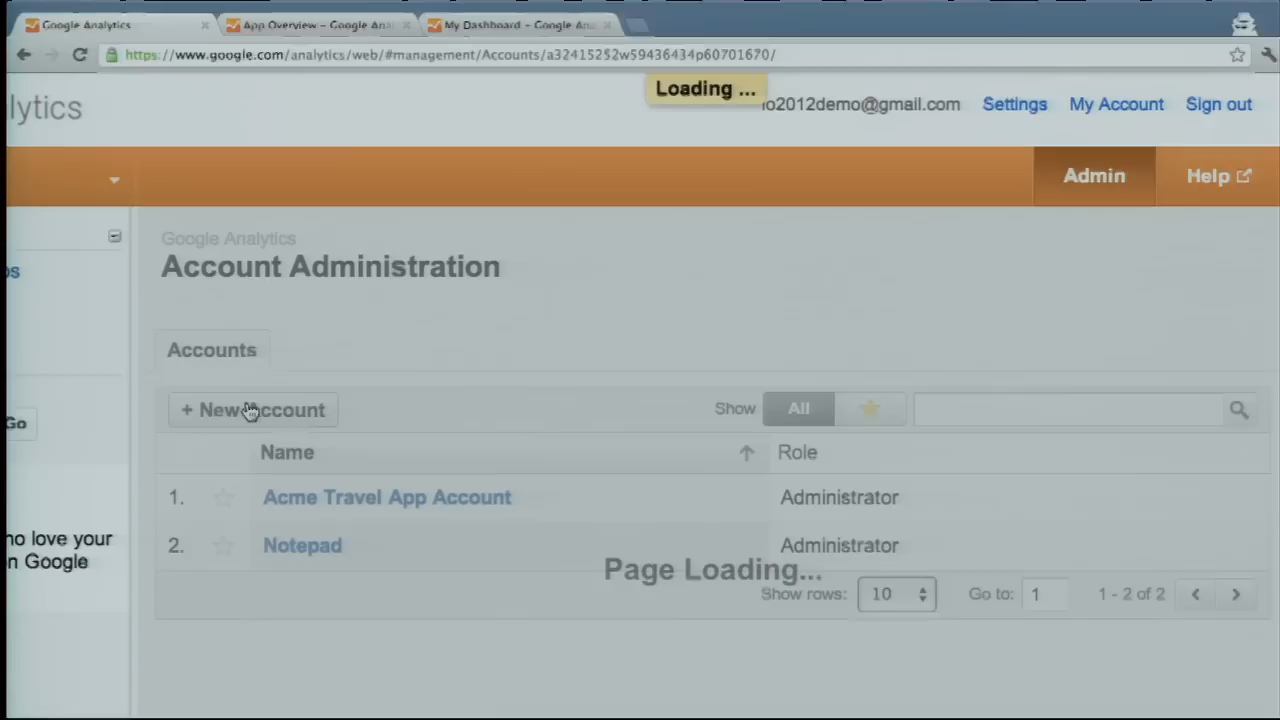 Google Analytics
App Overview – Google Anal
My Dashboard - Google Ana
https://www.google.com/analytics/web/#management/Accounts/a32415252w59436434p60701670/
Loading ...
lytics
io2012demo@gmail.com Settings My Account Sign out
Admin Help
Google Analytics
Account Administration
Accounts
+ New Account Show All
Name Role
1. Acme Travel App Account Administrator
2. Notepad Administrator
Go
no love your
n Google
Page Loading...
Show rows: 10 Go to: 1 1 - 2 of 2